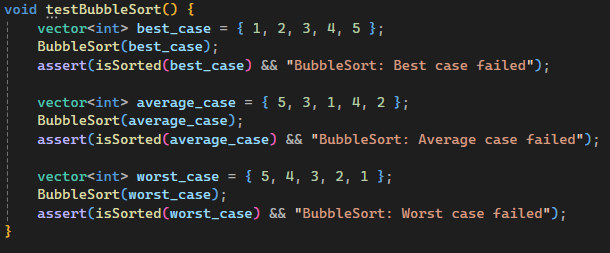 void testBubbleSort() {
    vector<int> best_case = { 1, 2, 3, 4, 5 };
    BubbleSort(best_case);
    assert(isSorted(best_case) && "BubbleSort: Best case failed");

    vector<int> average_case = { 5, 3, 1, 4, 2 };
    BubbleSort(average_case);
    assert(isSorted(average_case) && "BubbleSort: Average case failed");

    vector<int> worst_case = { 5, 4, 3, 2, 1 };
    BubbleSort(worst_case);
    assert(isSorted(worst_case) && "BubbleSort: Worst case failed");
}